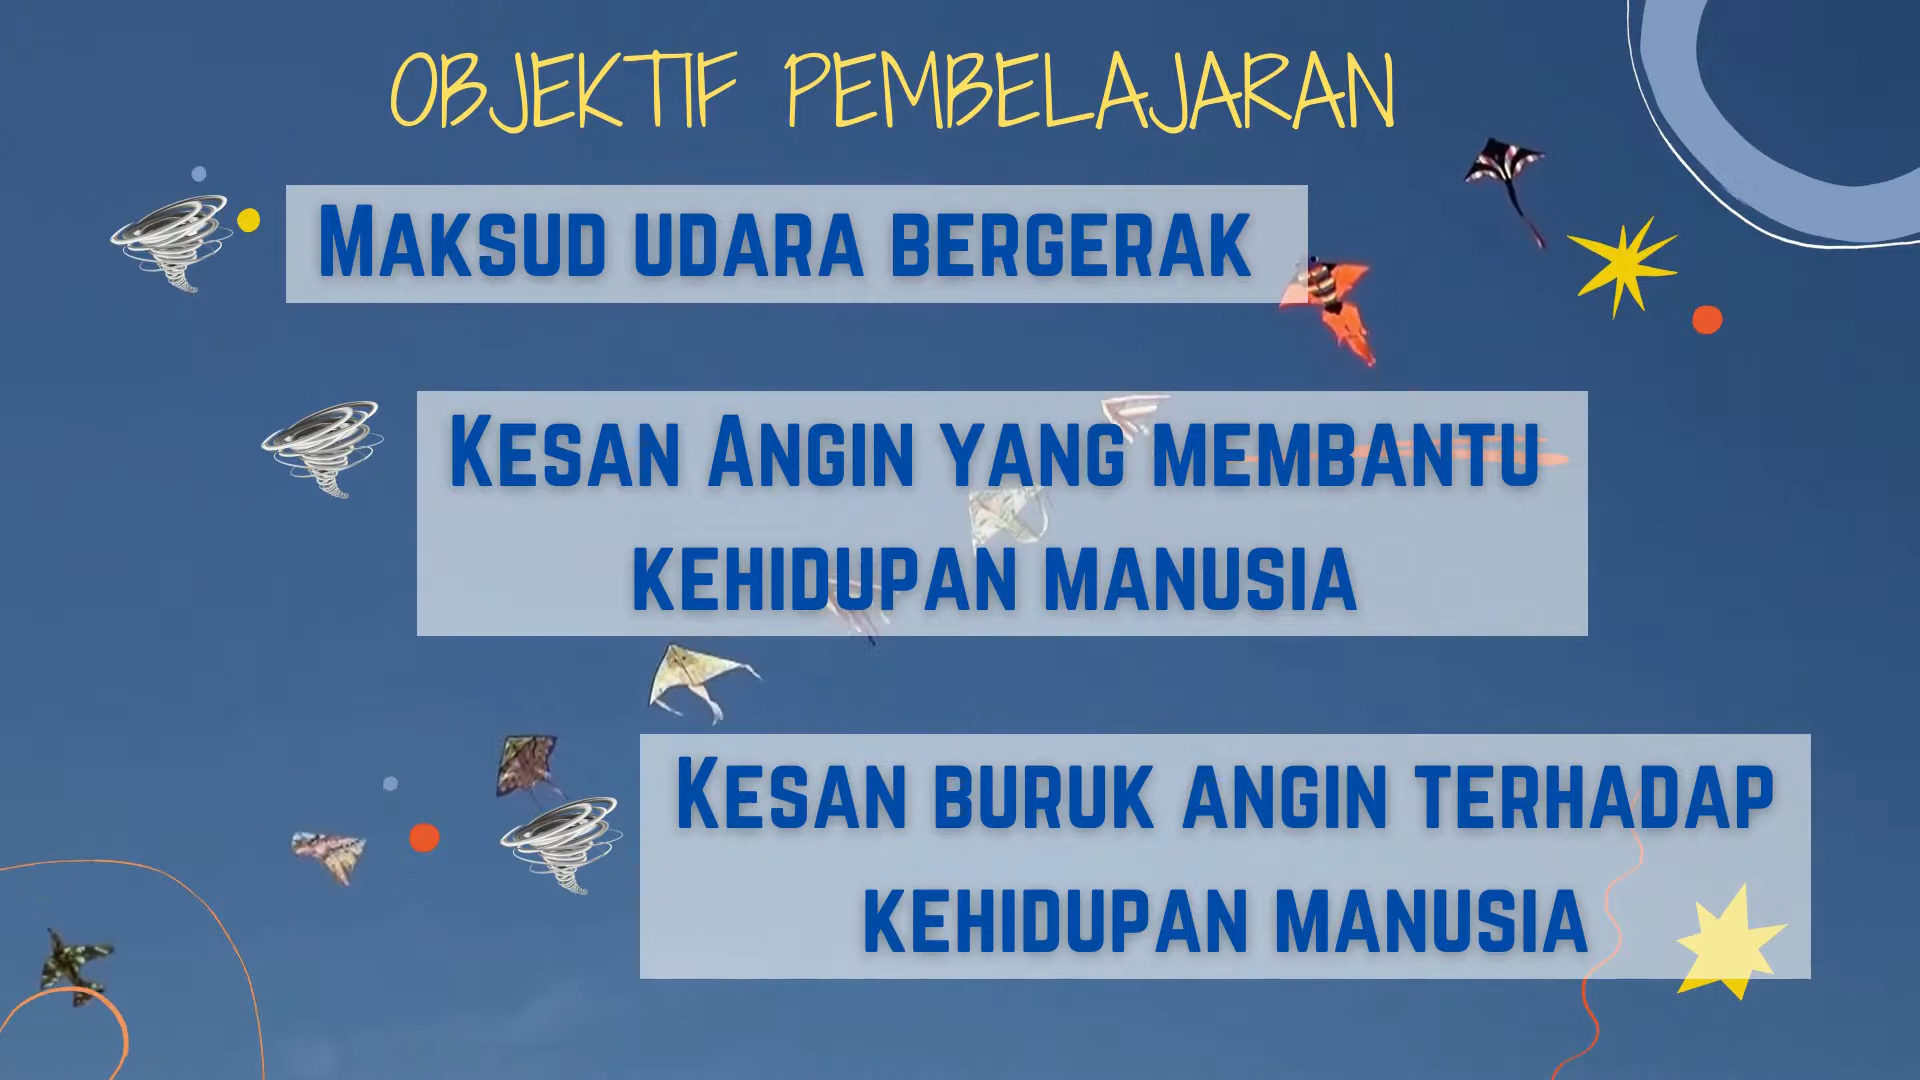 OBJEKTIF PEMBELAJARAN
MAKSUD UDARA BERGERAK
KESAN ANGIN YANG MEMBANTU
KEHIDUPAN MANUSIA
KESAN BURUK ANGIN TERHADAP
KEHIDUPAN MANUSIA